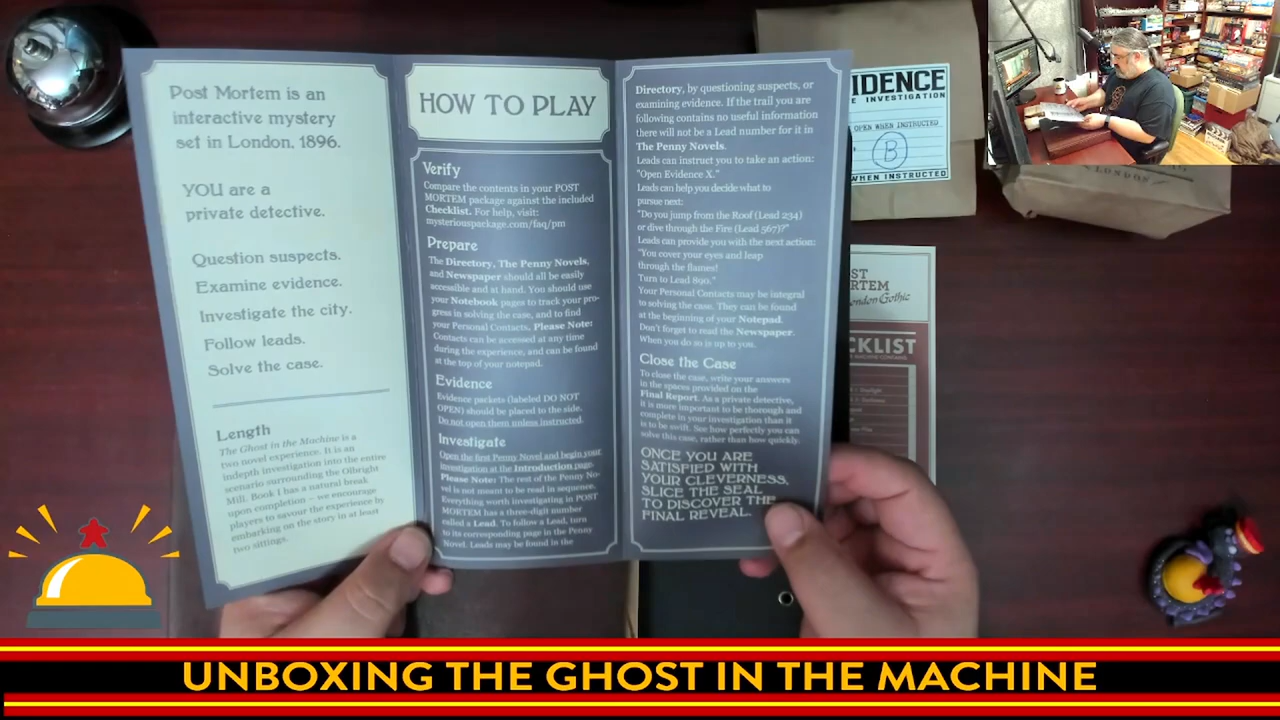 Post Mortem is an
interactive mystery
set in London, 1896.
YOU are a
private detective.
Question suspects.
Examine evidence.
Investigate the city.
Follow leads.
Solve the case.
Length
The Ghost in the Machine is a
two novel experience. It is an
indepth investigation into the entire
scenario surrounding the Olbright
Mill. Book I has a natural break
upon completion – we encourage
players to savour the experience by
embarking on the story in at least
two sittings.
HOW TO PLAY
Verify
Compare the contents in your POST
MORTEM package against the included
Checklist. For help, visit:
mysteriouspackage.com/faq/pm
Prepare
The Directory, The Penny Novels,
and Newspaper should all be easily
accessible and at hand. You should use
your Notebook pages to track your pro-
gress in solving the case, and to find
your Personal Contacts. Please Note:
Contacts can be accessed at any time
during the experience, and can be found
at the top of your notepad.
Evidence
Evidence packets (labeled DO NOT
OPEN) should be placed to the side.
Do not open them unless instructed.
Investigate
Open the first Penny Novel and begin your
investigation at the Introduction page.
Please Note: The rest of the Penny No-
vel is not meant to be read in sequence.
Everything worth investigating in POST
MORTEM has a three-digit number
called a Lead. To follow a Lead, turn
to its corresponding page in the Penny
Novel. Leads may be found in the
Directory, by questioning suspects, or
examining evidence. If the trail you are
following contains no useful information
there will not be a Lead number for it in
The Penny Novels.
Leads can instruct you to take an action:
"Open Evidence X."
Leads can help you decide what to
pursue next:
"Do you jump from the Roof (Lead 234)
or dive through the Fire (Lead 567)?"
Leads can provide you with the next action:
"You cover your eyes and leap
through the flames!
Turn to Lead 890."
Your Personal Contacts may be integral
to solving the case. They can be found
at the beginning of your Notepad.
Don't forget to read the Newspaper.
When you do so is up to you.
Close the Case
To close the case, write your answers
in the spaces provided on the
Final Report. As a private detective,
it is more important to be thorough and
complete in your investigation than it
is to be swift. See how perfectly you can
solve this case, rather than how quickly.
ONCE YOU ARE
SATISFIED WITH
YOUR CLEVERNESS,
SLICE THE SEAL
TO DISCOVER THE
FINAL REVEAL.
IDENCE
E INVESTIGATION
OPEN WHEN INSTRUCTED
B
WHEN INSTRUCTED
LONDON
ST
RTEM
London Gothic
CKLIST
UNBOXING THE GHOST IN THE MACHINE